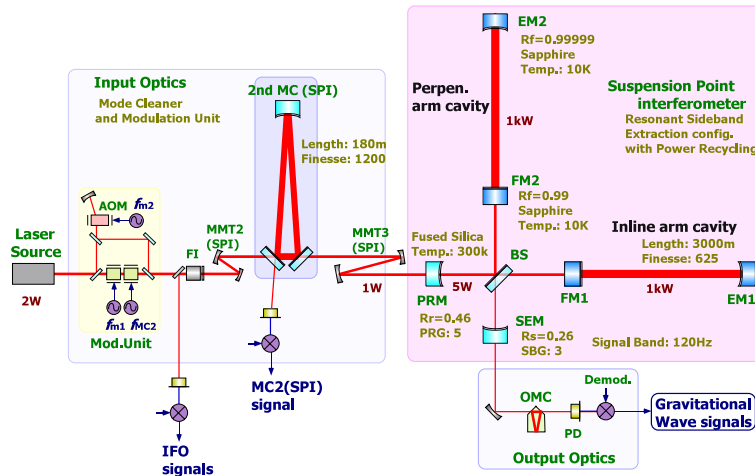 Input Optics
Mode Cleaner
and Modulation Unit
2nd MC (SPI)
Length: 180m
Finesse: 1200
AOM
fm2
Laser
Source
2W
fm1
fMC2
Mod.Unit
FI
MMT2
(SPI)
MMT3
(SPI)
1W
MC2(SPI)
signal
IFO
signals
EM2
Rf=0.99999
Sapphire
Temp.: 10K
Perpen.
arm cavity
1kW
Suspension Point
interferometer
Resonant Sideband
Extraction config.
with Power Recycling
FM2
Rf=0.99
Sapphire
Temp.: 10K
Fused Silica
Temp.: 300k
Inline arm cavity
Length: 3000m
Finesse: 625
BS
PRM
5W
FM1
1kW
EM1
Rr=0.46
PRG: 5
SEM
Rs=0.26
SBG: 3
Signal Band: 120Hz
OMC
PD
Demod.
Gravitational
Wave signals
Output Optics